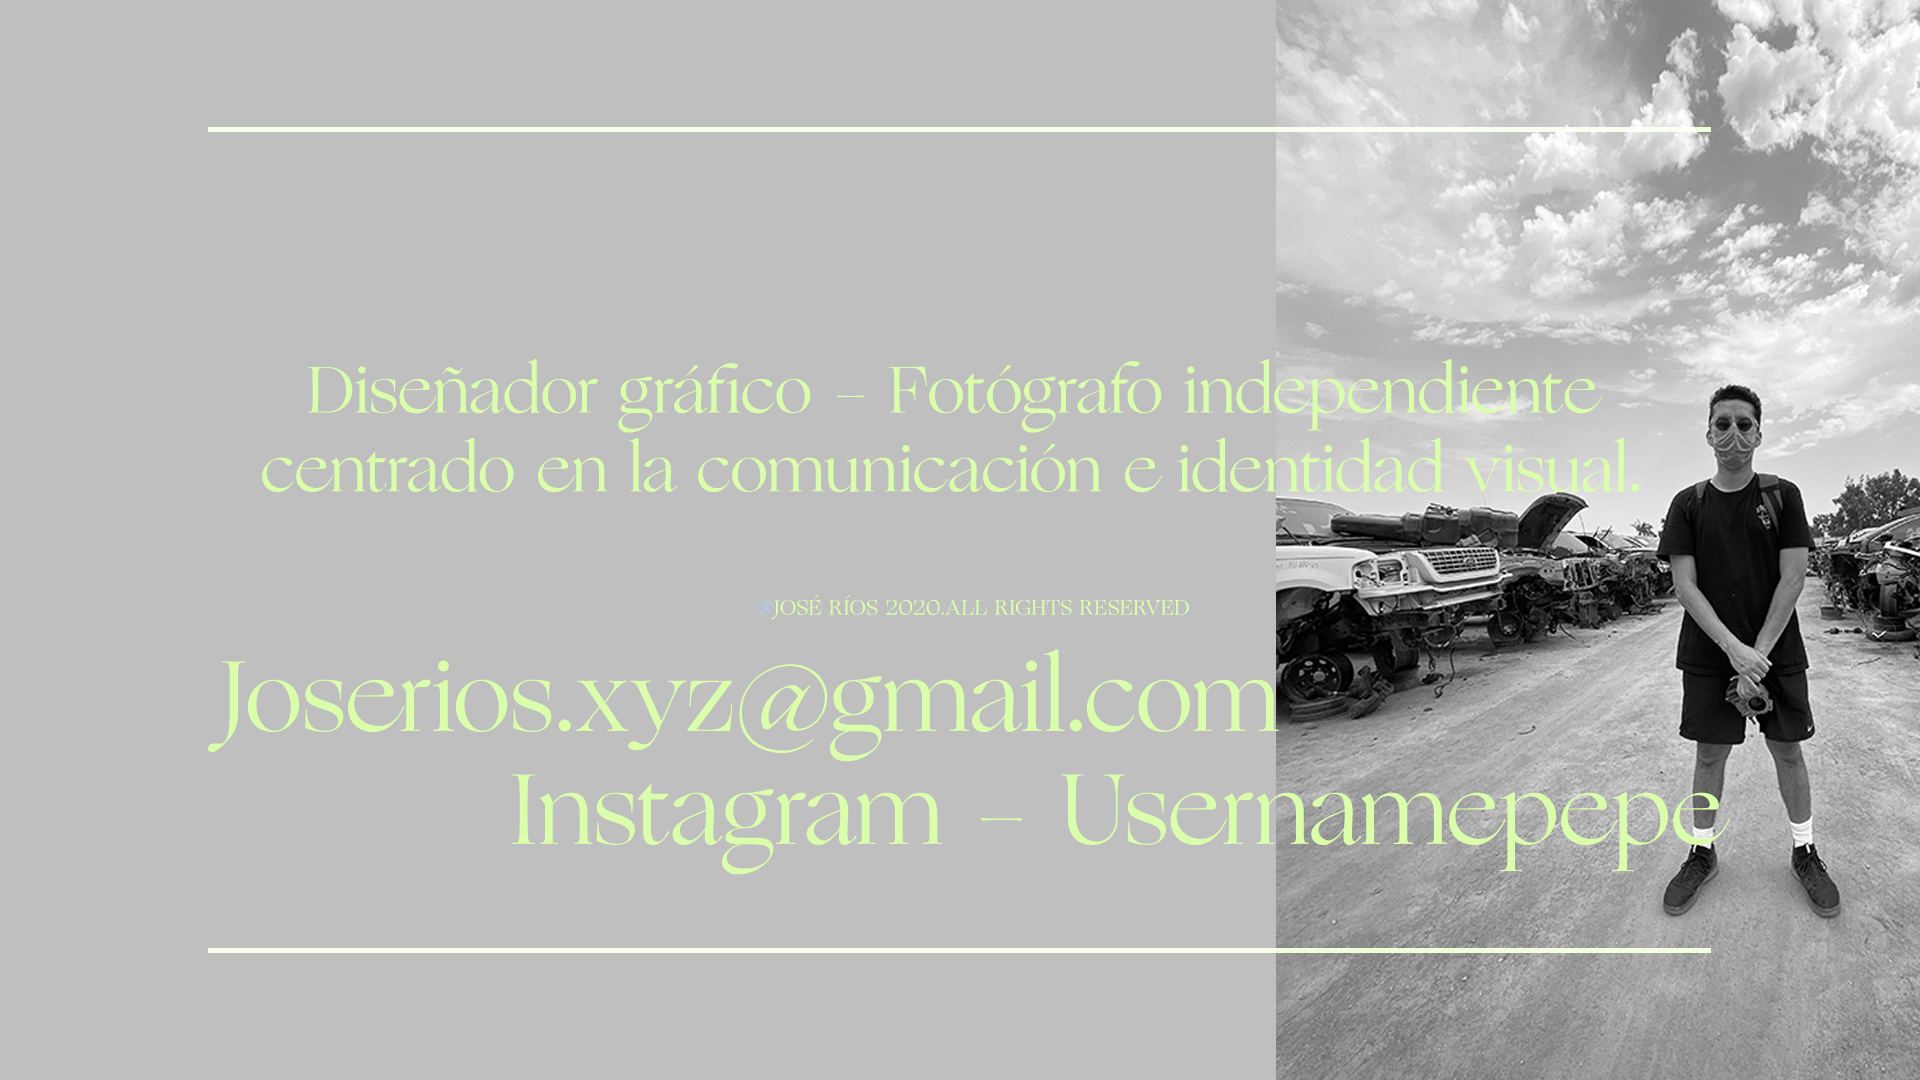 Diseñador gráfico – Fotógrafo independiente
centrado en la comunicación e identidad visual.
®JOSÉ RÍOS 2020.ALL RIGHTS RESERVED
Joserios.xyz@gmail.com
Instagram – Usernamepepe